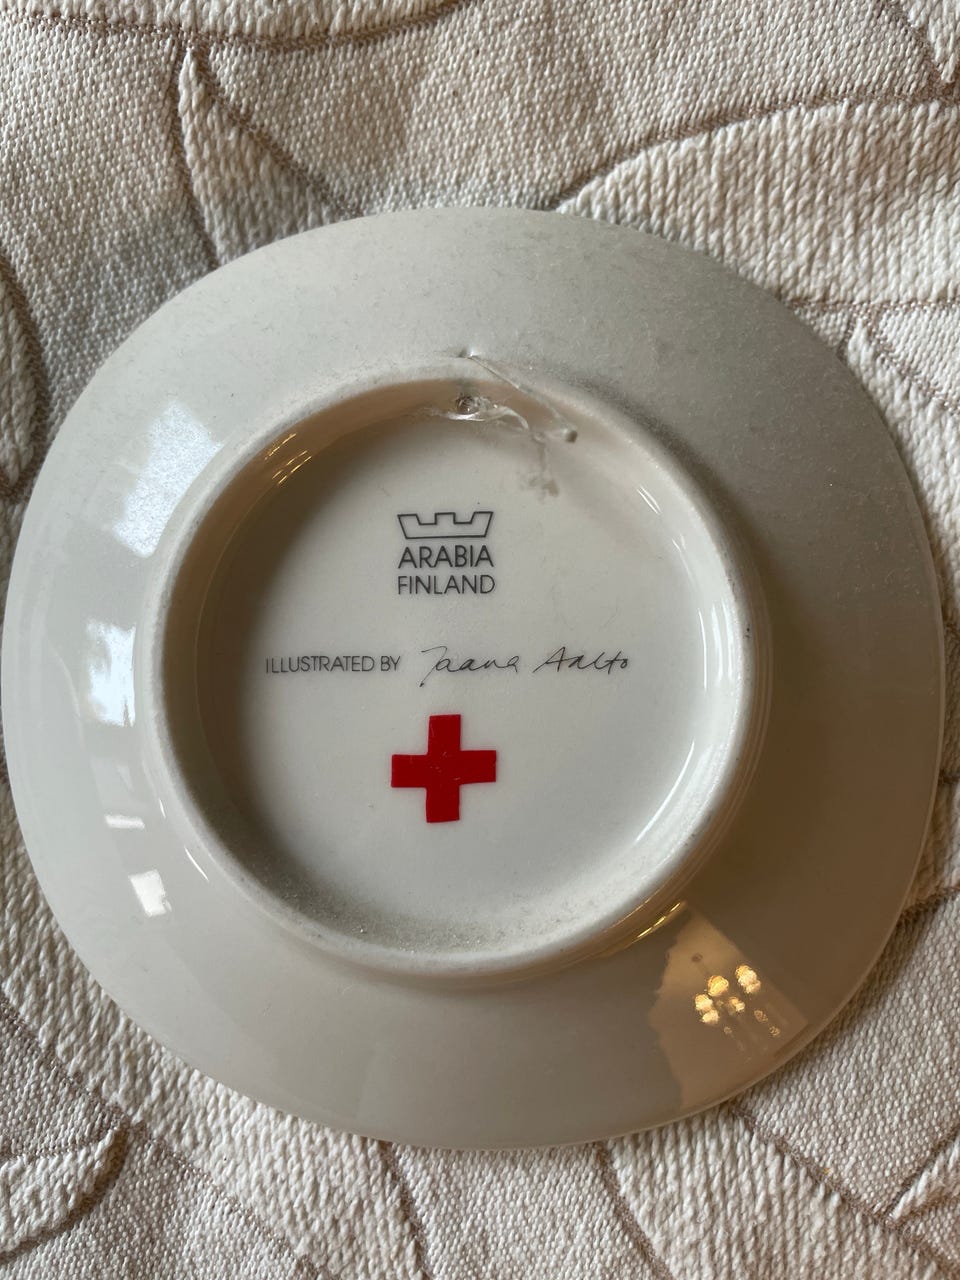 ARABIA
FINLAND
ILLUSTRATED BY Jaana Aalto